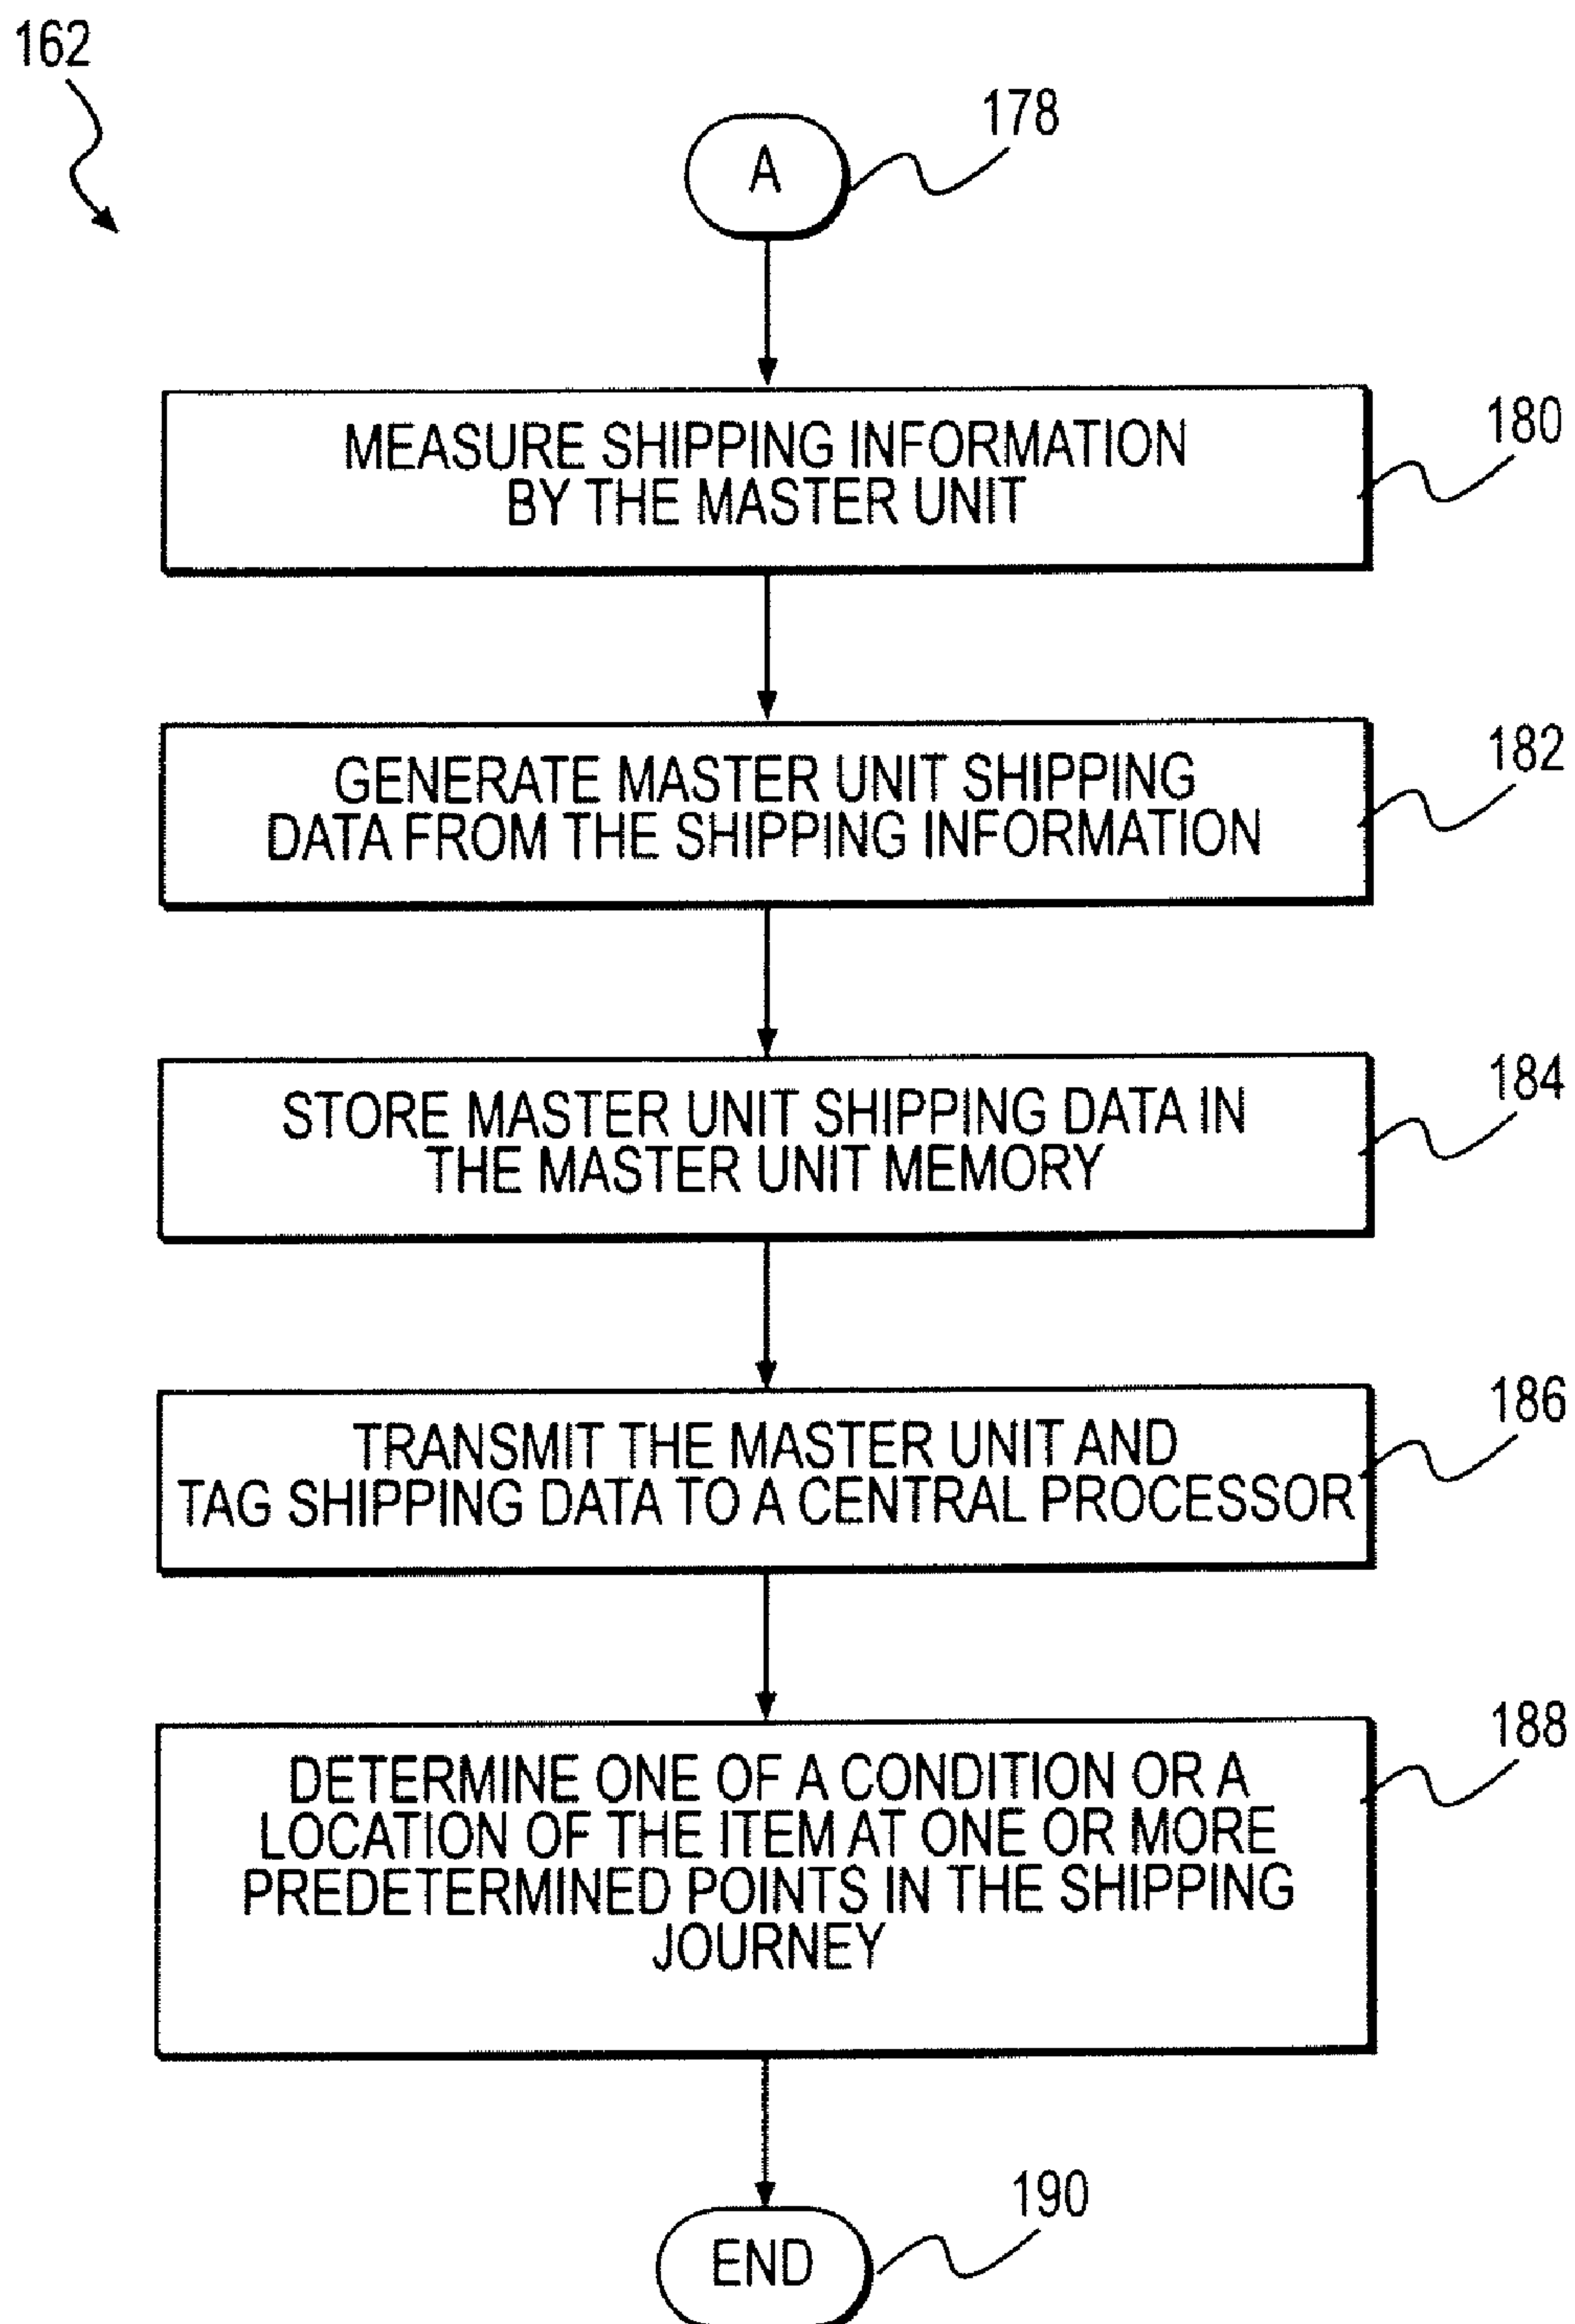 162
178
A
MEASURE SHIPPING INFORMATION
BY THE MASTER UNIT
180
GENERATE MASTER UNIT SHIPPING
DATA FROM THE SHIPPING INFORMATION
182
STORE MASTER UNIT SHIPPING DATA IN
THE MASTER UNIT MEMORY
184
TRANSMIT THE MASTER UNIT AND
TAG SHIPPING DATA TO A CENTRAL PROCESSOR
186
DETERMINE ONE OF A CONDITION OR A
LOCATION OF THE ITEM AT ONE OR MORE
PREDETERMINED POINTS IN THE SHIPPING
JOURNEY
188
190
END